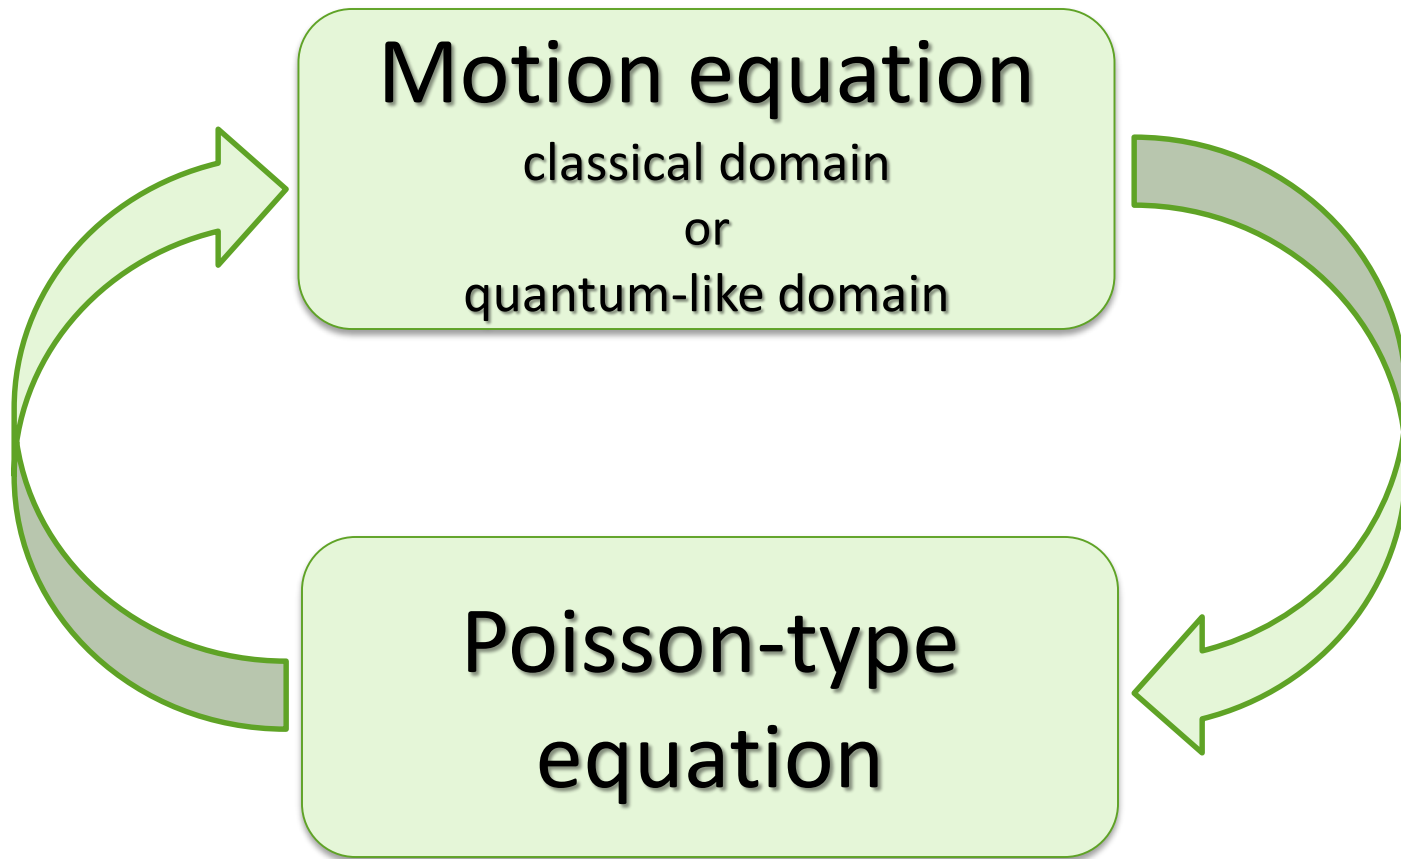 Motion equation
classical domain
or
quantum-like domain
Poisson-type
equation